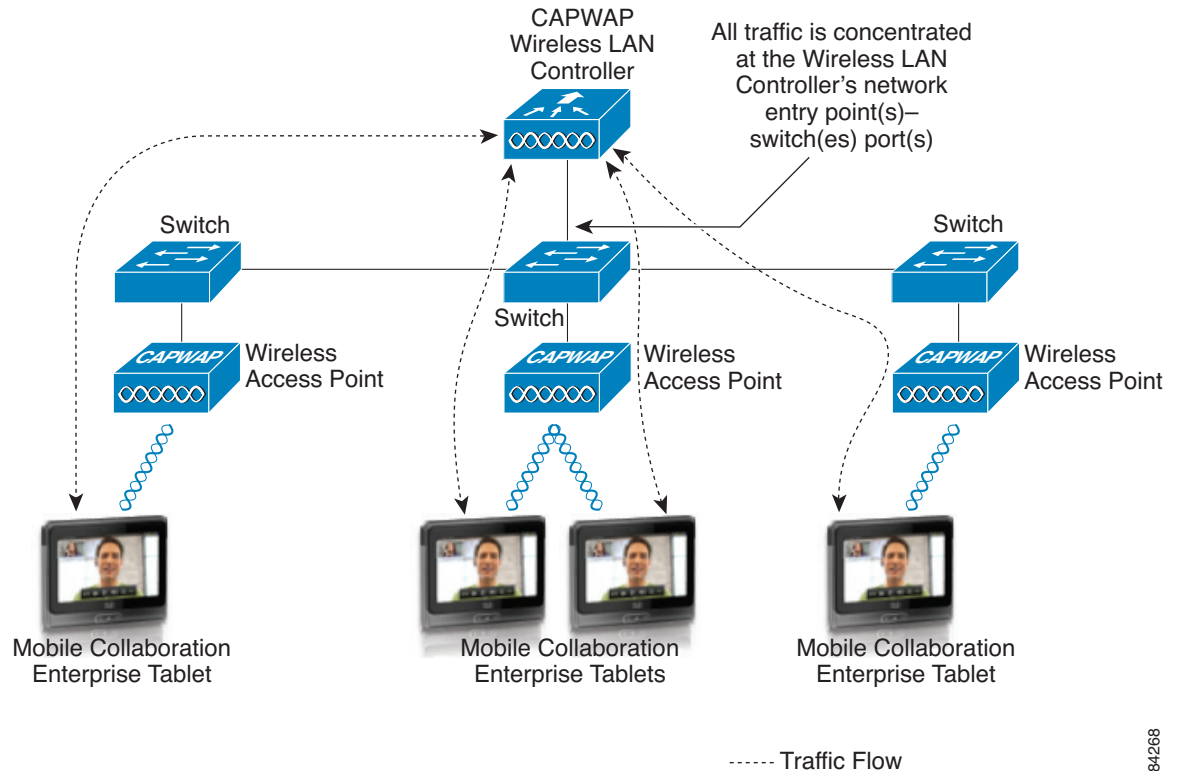 CAPWAP
Wireless LAN
Controller
All traffic is concentrated
at the Wireless LAN
Controller's network
entry point(s)–
switch(es) port(s)
Switch
Switch
Switch
CAPWAP
Wireless
Access Point
CAPWAP
Wireless
Access Point
CAPWAP
Wireless
Access Point
Mobile Collaboration
Enterprise Tablet
Mobile Collaboration
Enterprise Tablets
Mobile Collaboration
Enterprise Tablet
Traffic Flow
84268